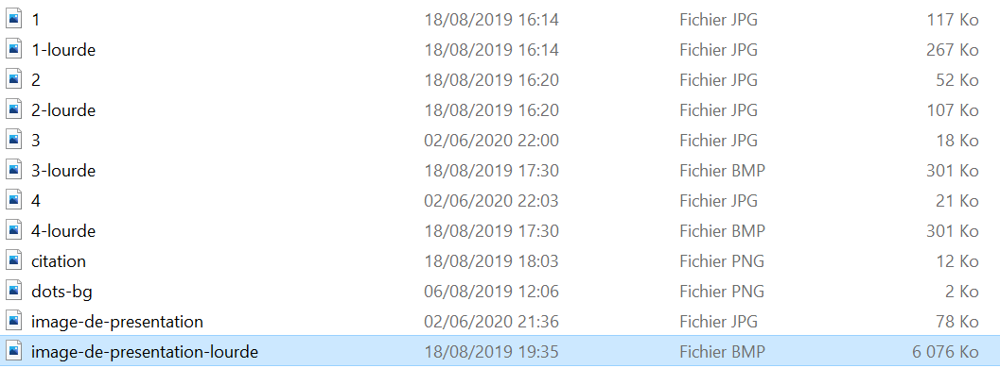 1 18/08/2019 16:14 Fichier JPG 117 Ko
1-lourde 18/08/2019 16:14 Fichier JPG 267 Ko
2 18/08/2019 16:20 Fichier JPG 52 Ko
2-lourde 18/08/2019 16:20 Fichier JPG 107 Ko
3 02/06/2020 22:00 Fichier JPG 18 Ko
3-lourde 18/08/2019 17:30 Fichier BMP 301 Ko
4 02/06/2020 22:03 Fichier JPG 21 Ko
4-lourde 18/08/2019 17:30 Fichier BMP 301 Ko
citation 18/08/2019 18:03 Fichier PNG 12 Ko
dots-bg 06/08/2019 12:06 Fichier PNG 2 Ko
image-de-presentation 02/06/2020 21:36 Fichier JPG 78 Ko
image-de-presentation-lourde 18/08/2019 19:35 Fichier BMP 6 076 Ko